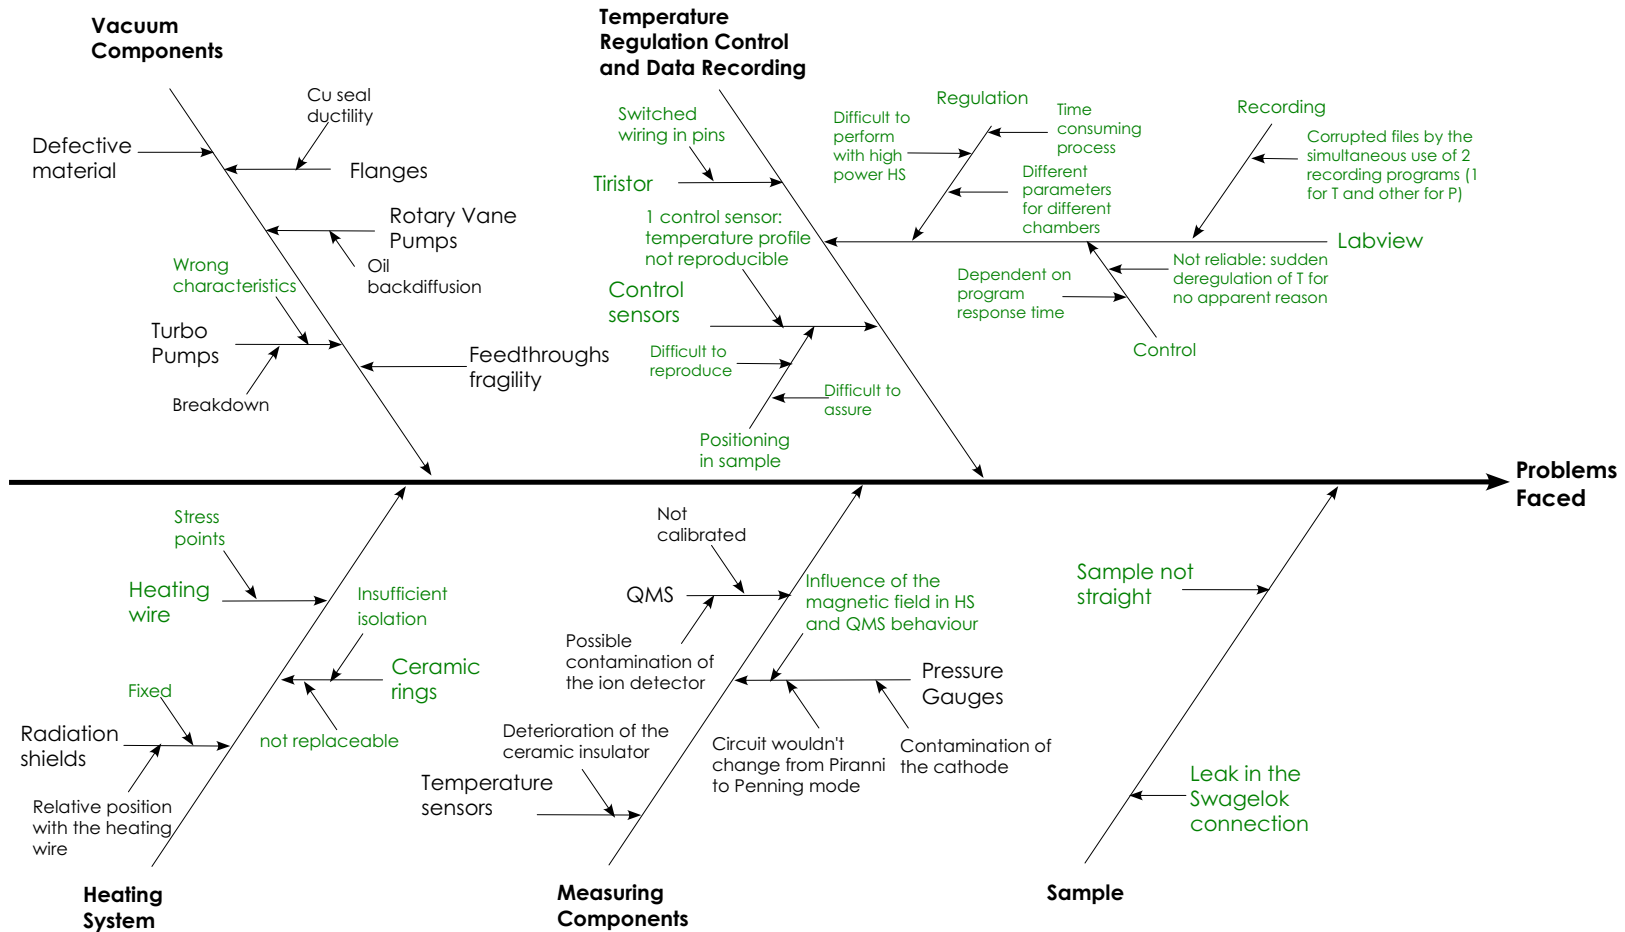 Vacuum
Components
Temperature
Regulation Control
and Data Recording
Cu seal
ductility
Defective
material
Flanges
Rotary Vane
Pumps
Oil
backdiffusion
Wrong
characteristics
Turbo
Pumps
Breakdown
Feedthroughs
fragility
Switched
wiring in pins
Tiristor
1 control sensor:
temperature profile
not reproducible
Control
sensors
Difficult to
reproduce
Difficult to
assure
Positioning
in sample
Difficult to
perform
with high
power HS
Regulation
Time
consuming
process
Different
parameters
for different
chambers
Recording
Corrupted files by the
simultaneous use of 2
recording programs (1
for T and other for P)
Labview
Dependent on
program
response time
Not reliable: sudden
deregulation of T for
no apparent reason
Control
Problems
Faced
Stress
points
Heating
wire
Insufficient
isolation
Ceramic
rings
not replaceable
Fixed
Radiation
shields
Relative position
with the heating
wire
Heating
System
Not
calibrated
QMS
Possible
contamination of
the ion detector
Influence of the
magnetic field in HS
and QMS behaviour
Pressure
Gauges
Circuit wouldn't
change from Piranni
to Penning mode
Contamination of
the cathode
Deterioration of the
ceramic insulator
Temperature
sensors
Measuring
Components
Sample not
straight
Leak in the
Swagelok
connection
Sample